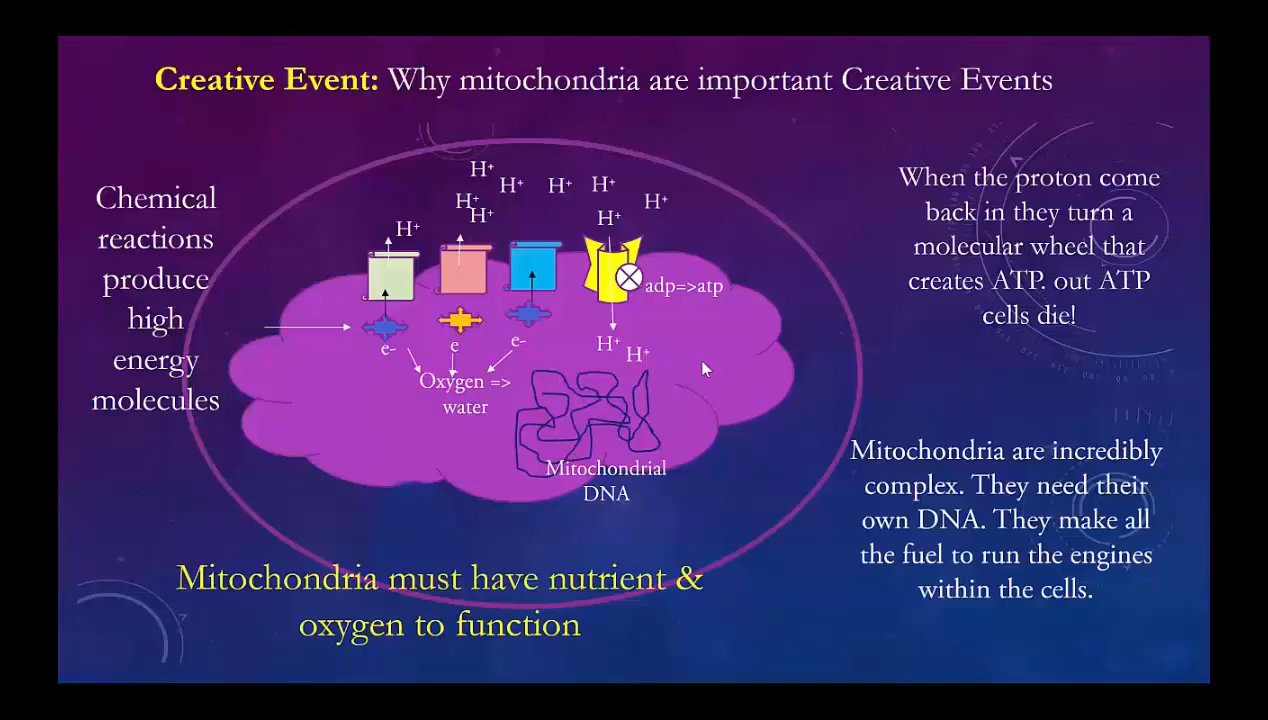 Creative Event: Why mitochondria are important Creative Events
Chemical
reactions
produce
high
energy
molecules
H+
H+
H+
H+
H+
H+
H+
H+
H+
adp=>atp
e-
e
e-
Oxygen =>
water
H+
H+
Mitochondrial
DNA
When the proton come
back in they turn a
molecular wheel that
creates ATP. out ATP
cells die!
Mitochondria are incredibly
complex. They need their
own DNA. They make all
the fuel to run the engines
within the cells.
Mitochondria must have nutrient &
oxygen to function